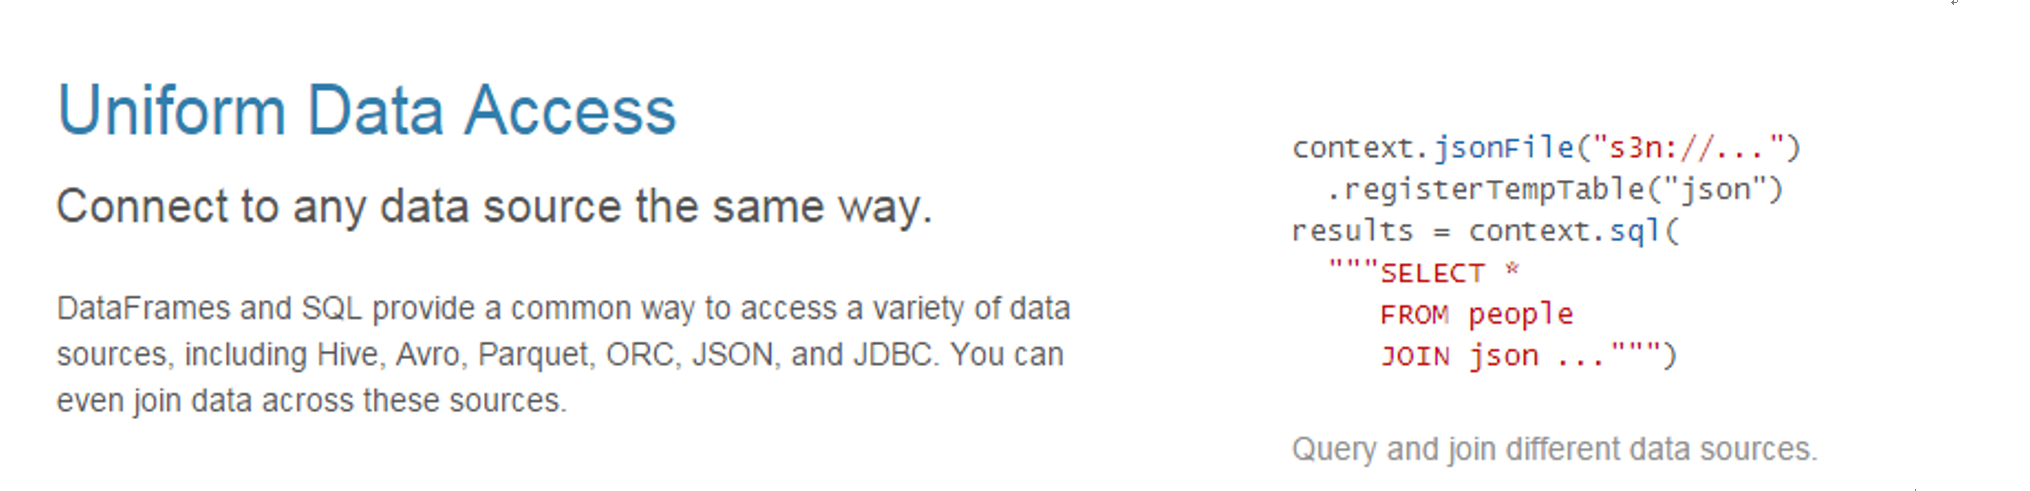 Uniform Data Access
Connect to any data source the same way.
DataFrames and SQL provide a common way to access a variety of data
sources, including Hive, Avro, Parquet, ORC, JSON, and JDBC. You can
even join data across these sources.
context.jsonFile("s3n://...")
  .registerTempTable("json")
results = context.sql(
  """SELECT *
     FROM people
     JOIN json ...""")
Query and join different data sources.